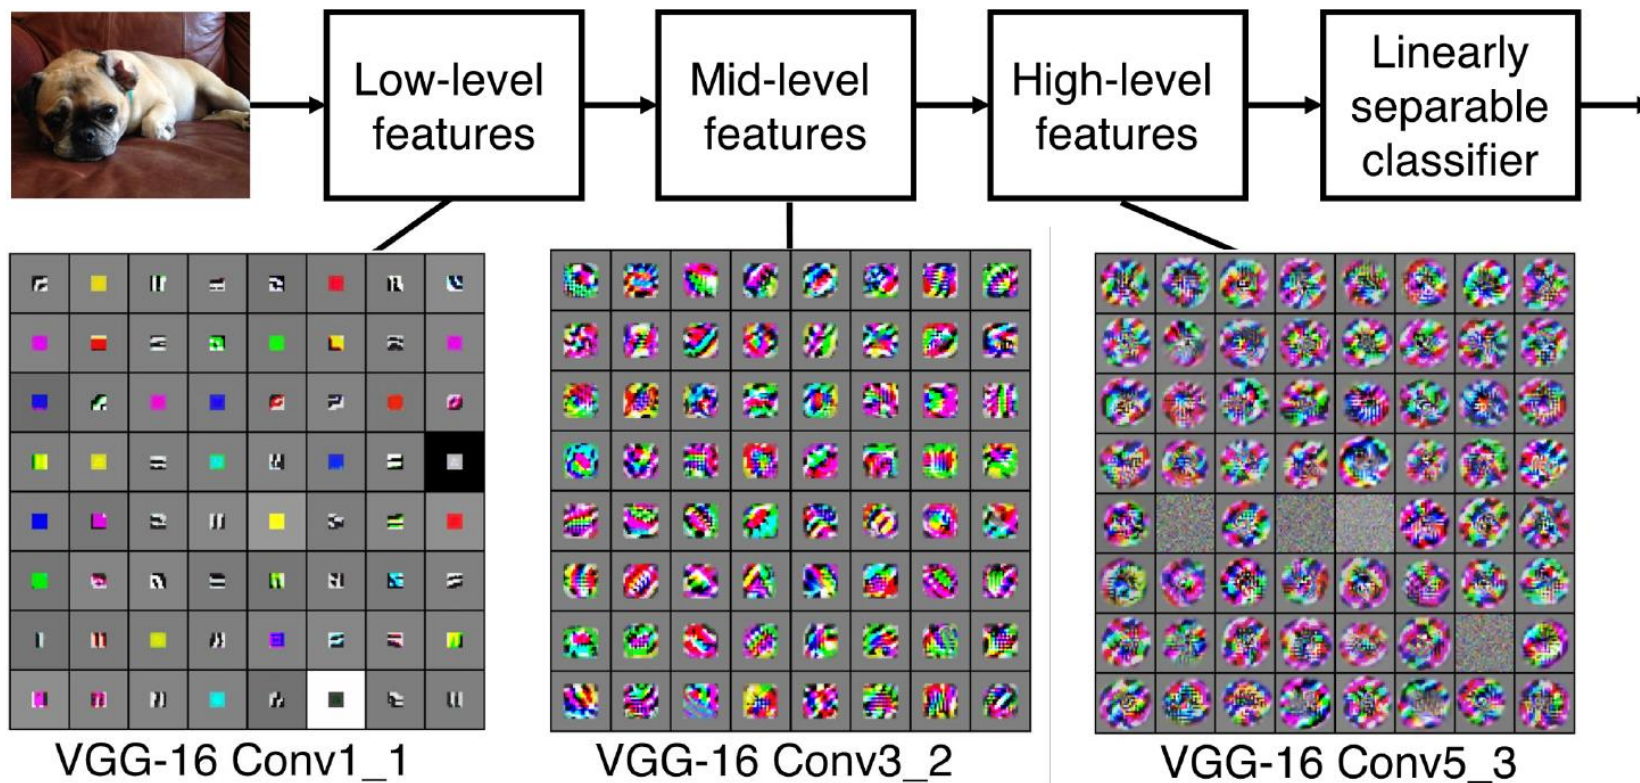 Low-level
features
Mid-level
features
High-level
features
Linearly
separable
classifier
VGG-16 Conv1_1
VGG-16 Conv3_2
VGG-16 Conv5_3